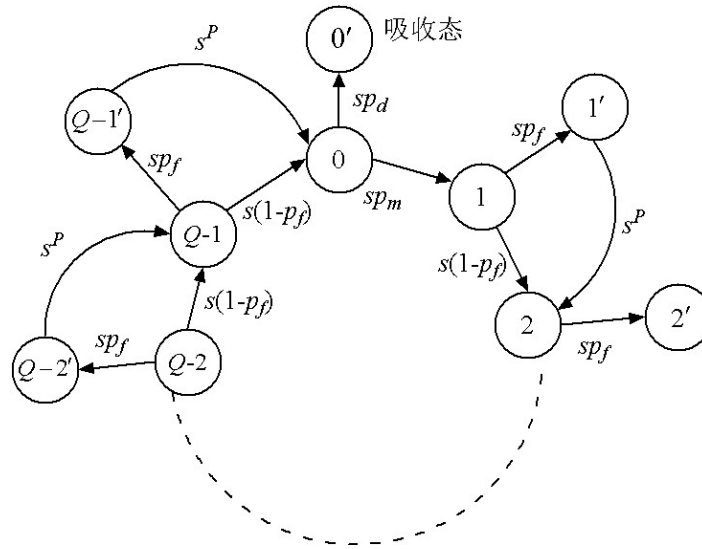 0′ 吸收态
s^P
sp_d
Q−1′
1′
sp_f
sp_f
0
sp_m
1
s(1-p_f)
s^P
s^P
Q-1
s(1-p_f)
s(1-p_f)
2
2′
sp_f
sp_f
Q−2′
Q-2